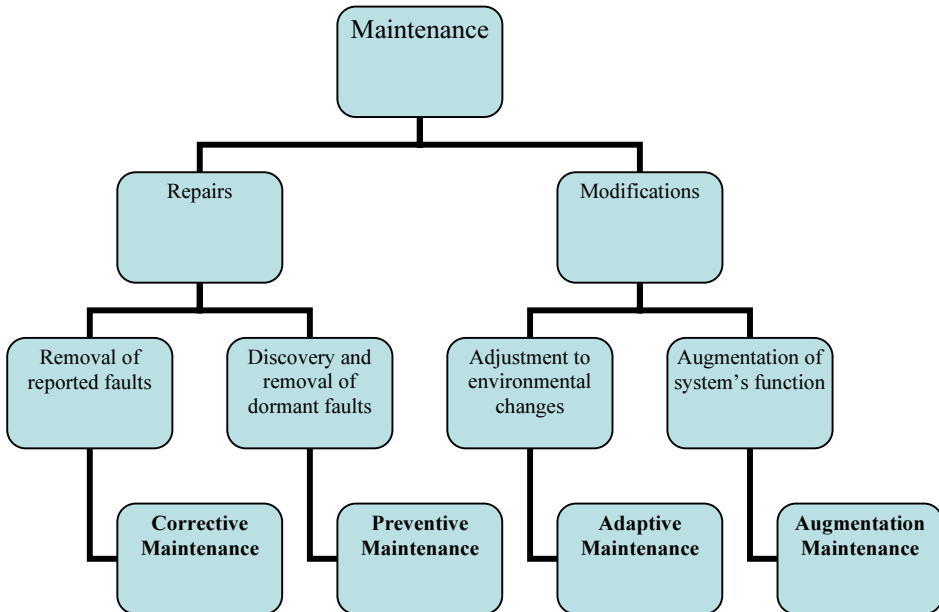 Maintenance
Repairs
Modifications
Removal of
reported faults
Discovery and
removal of
dormant faults
Adjustment to
environmental
changes
Augmentation of
system’s function
Corrective
Maintenance
Preventive
Maintenance
Adaptive
Maintenance
Augmentation
Maintenance